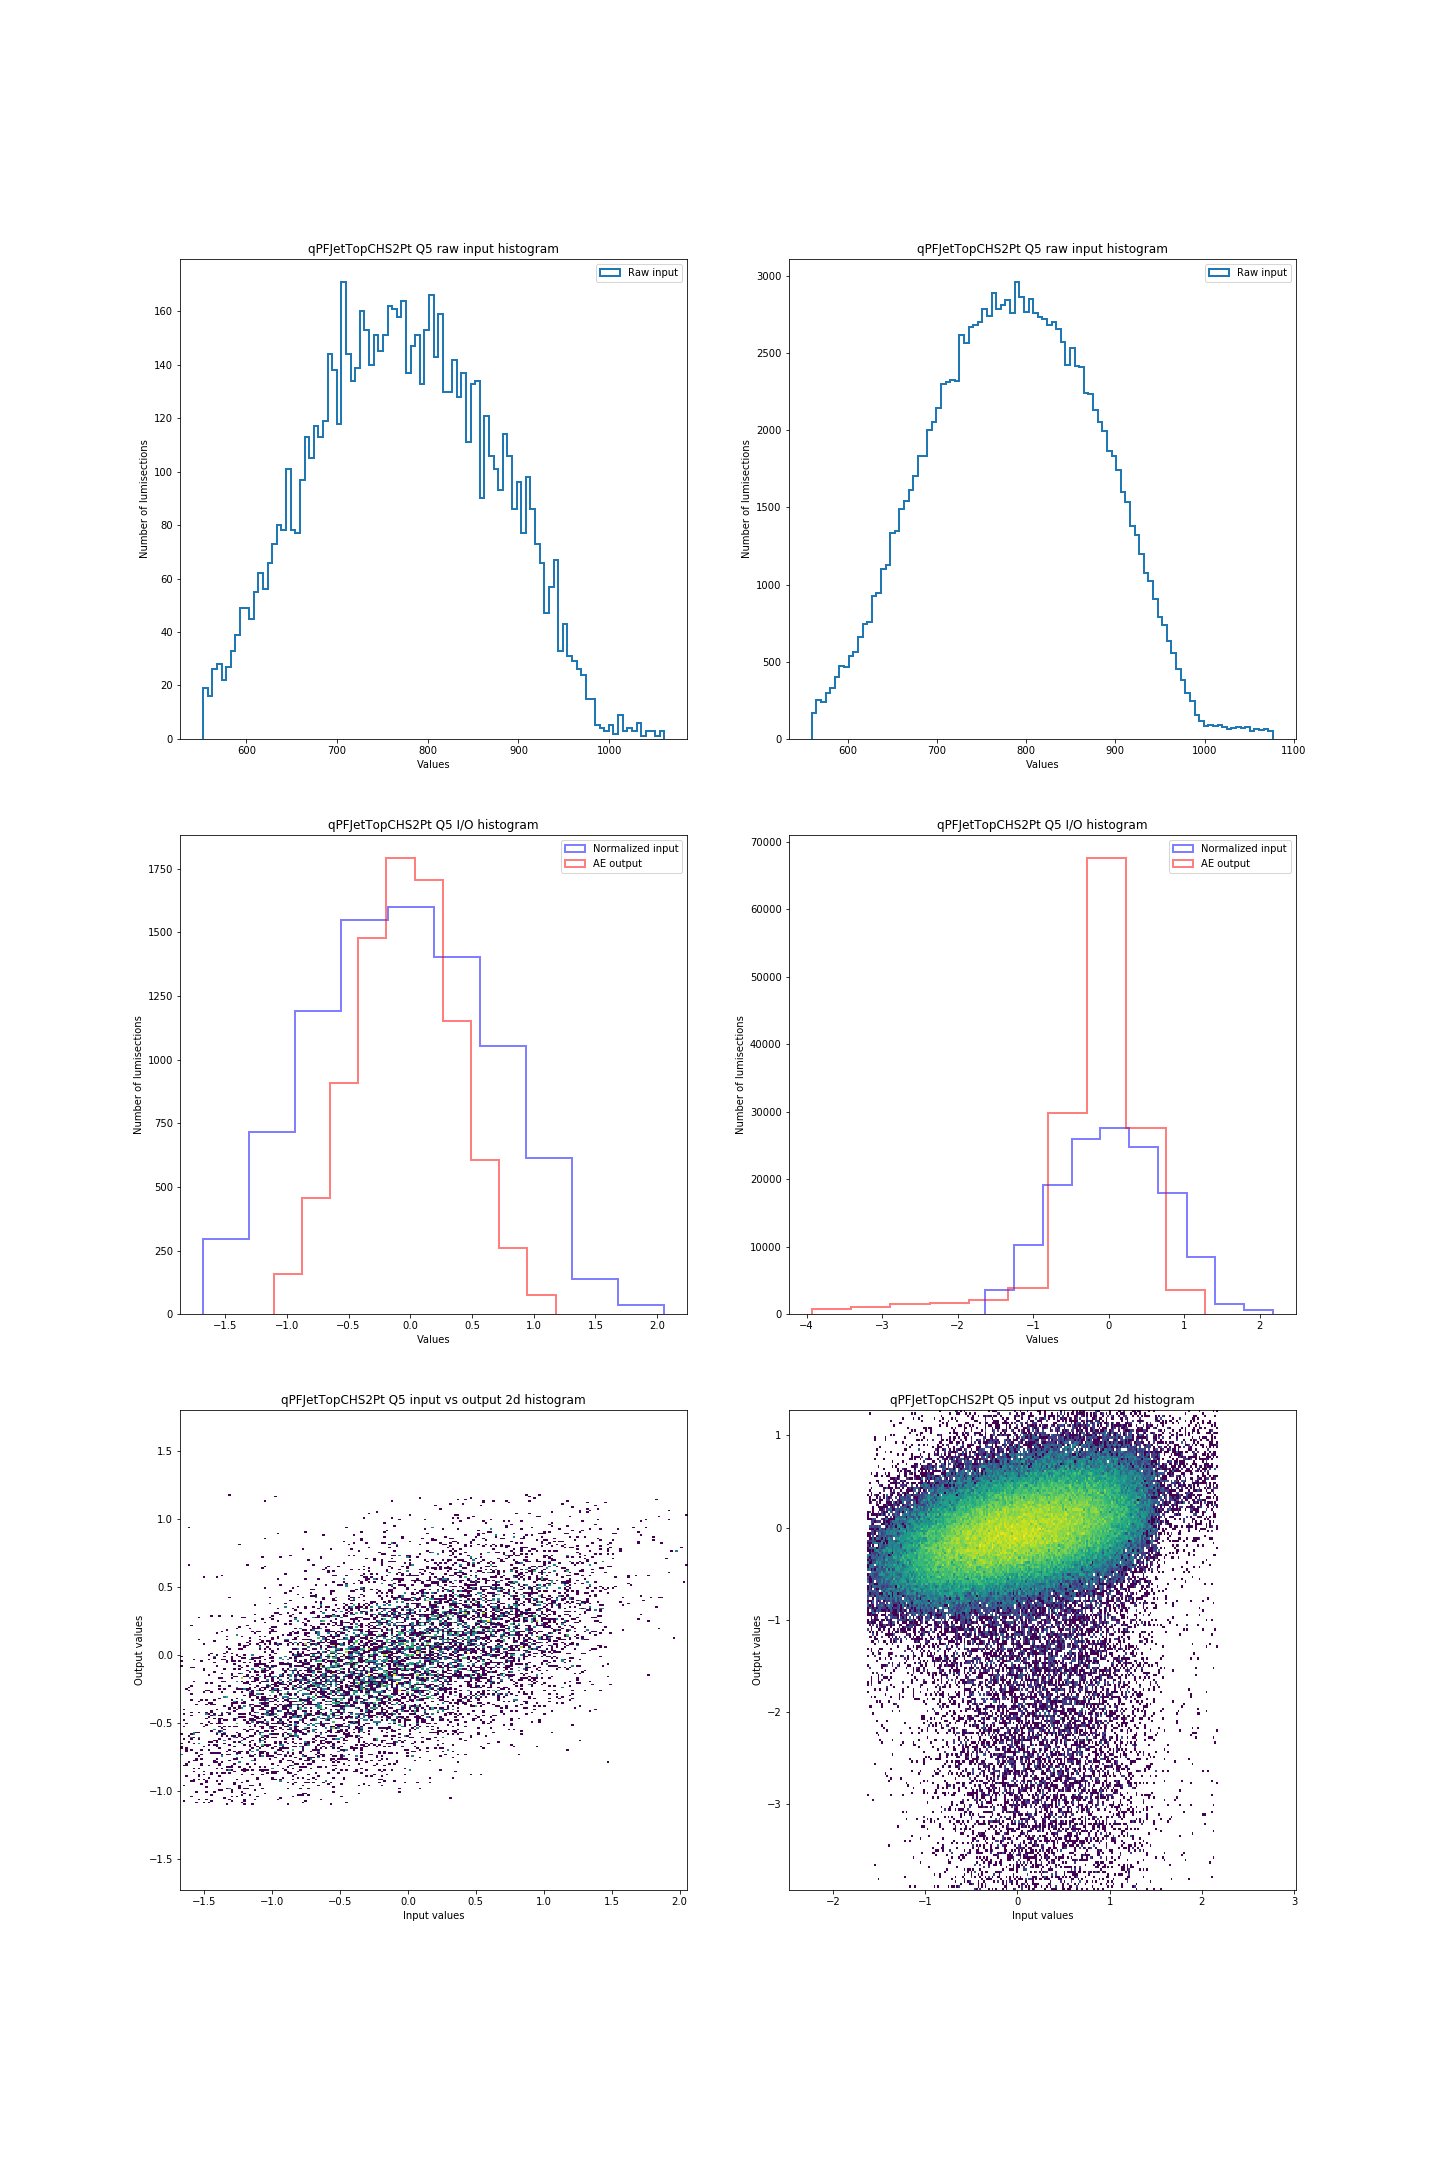 qPFJetTopCHS2Pt Q5 raw input histogram
Raw input
Number of lumisections
160
140
120
100
80
60
40
20
0
600 700 800 900 1000
Values
qPFJetTopCHS2Pt Q5 raw input histogram
Raw input
Number of lumisections
3000
2500
2000
1500
1000
500
0
600 700 800 900 1000 1100
Values
qPFJetTopCHS2Pt Q5 I/O histogram
Normalized input
AE output
Number of lumisections
1750
1500
1250
1000
750
500
250
0
−1.5 −1.0 −0.5 0.0 0.5 1.0 1.5 2.0
Values
qPFJetTopCHS2Pt Q5 I/O histogram
Normalized input
AE output
Number of lumisections
70000
60000
50000
40000
30000
20000
10000
0
−4 −3 −2 −1 0 1 2
Values
qPFJetTopCHS2Pt Q5 input vs output 2d histogram
Output values
1.5
1.0
0.5
0.0
−0.5
−1.0
−1.5
−1.5 −1.0 −0.5 0.0 0.5 1.0 1.5 2.0
Input values
qPFJetTopCHS2Pt Q5 input vs output 2d histogram
Output values
1
0
−1
−2
−3
−2 −1 0 1 2 3
Input values